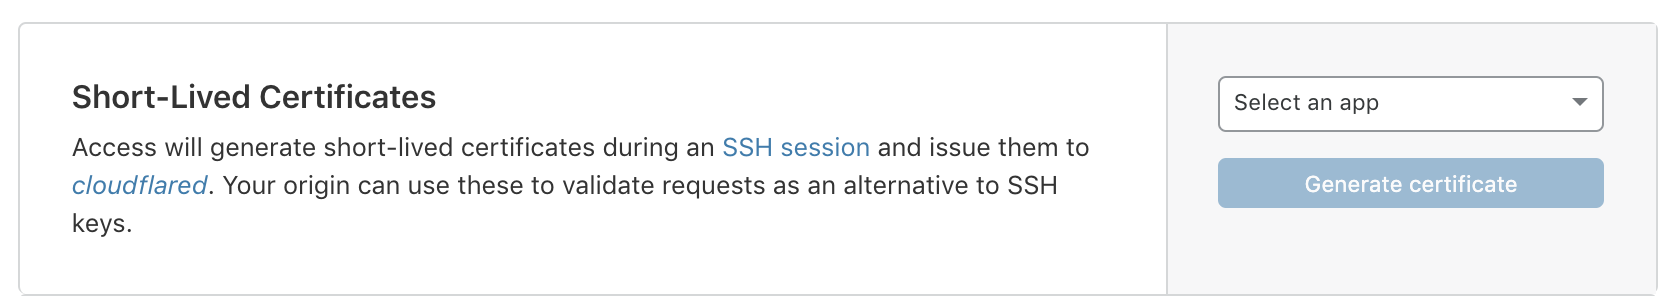 Short-Lived Certificates
Access will generate short-lived certificates during an SSH session and issue them to
cloudflared. Your origin can use these to validate requests as an alternative to SSH
keys.
Select an app
Generate certificate